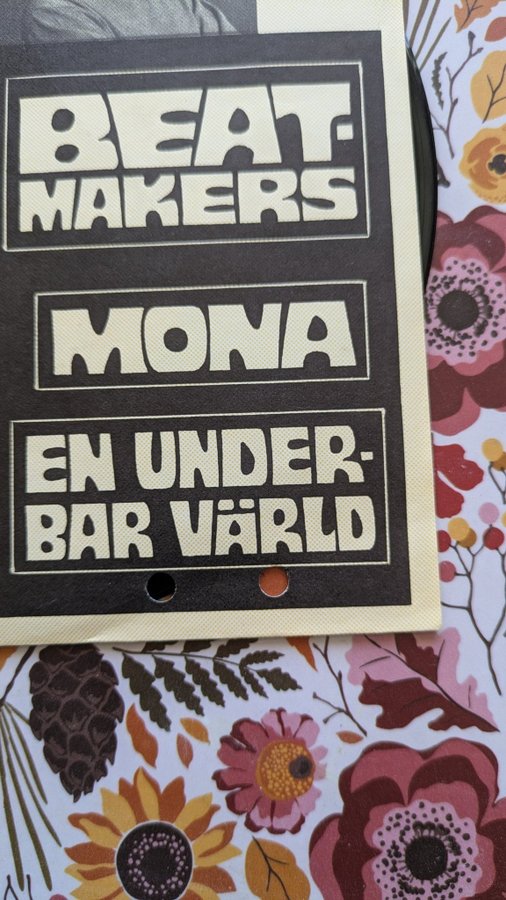 BEAT-
MAKERS
MONA
EN UNDER-
BAR VÄRLD